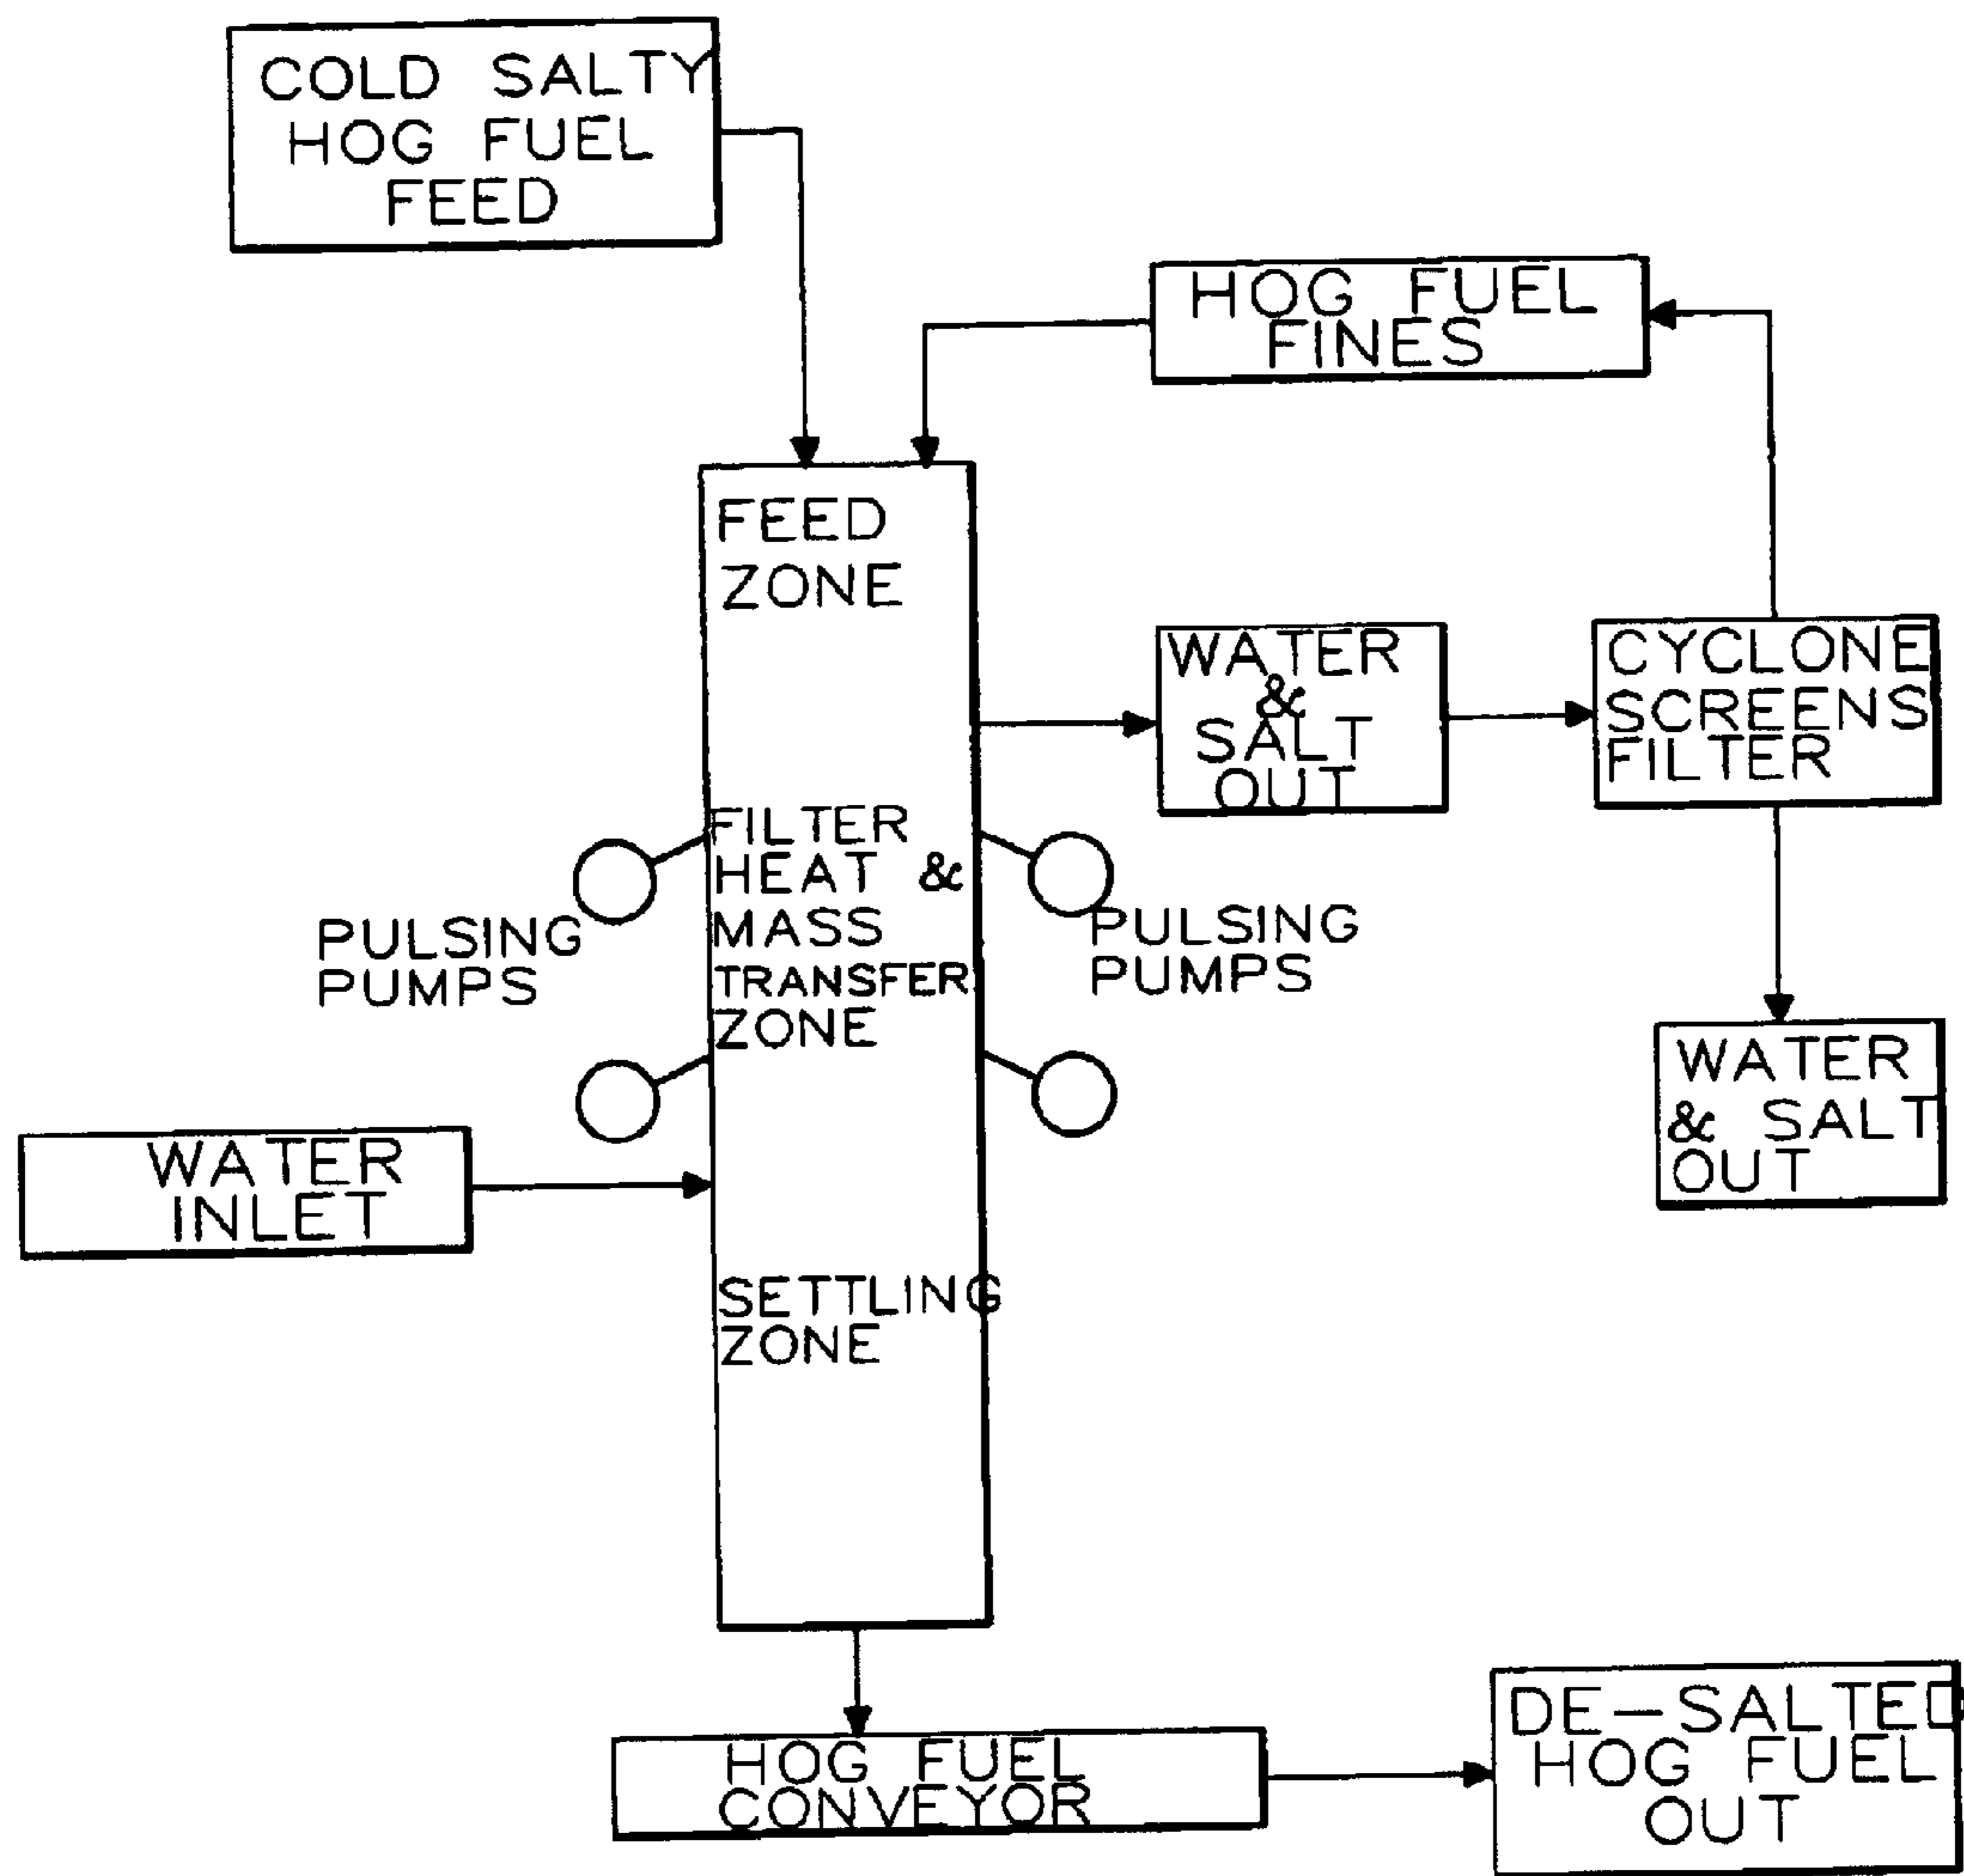 COLD SALTY
HOG FUEL
FEED
HOG FUEL
FINES
FEED
ZONE
WATER
&
SALT
OUT
CYCLONE
SCREENS
FILTER
FILTER
HEAT &
MASS
TRANSFER
ZONE
PULSING
PUMPS
PULSING
PUMPS
WATER
& SALT
OUT
WATER
INLET
SETTLING
ZONE
HOG FUEL
CONVEYOR
DE-SALTED
HOG FUEL
OUT